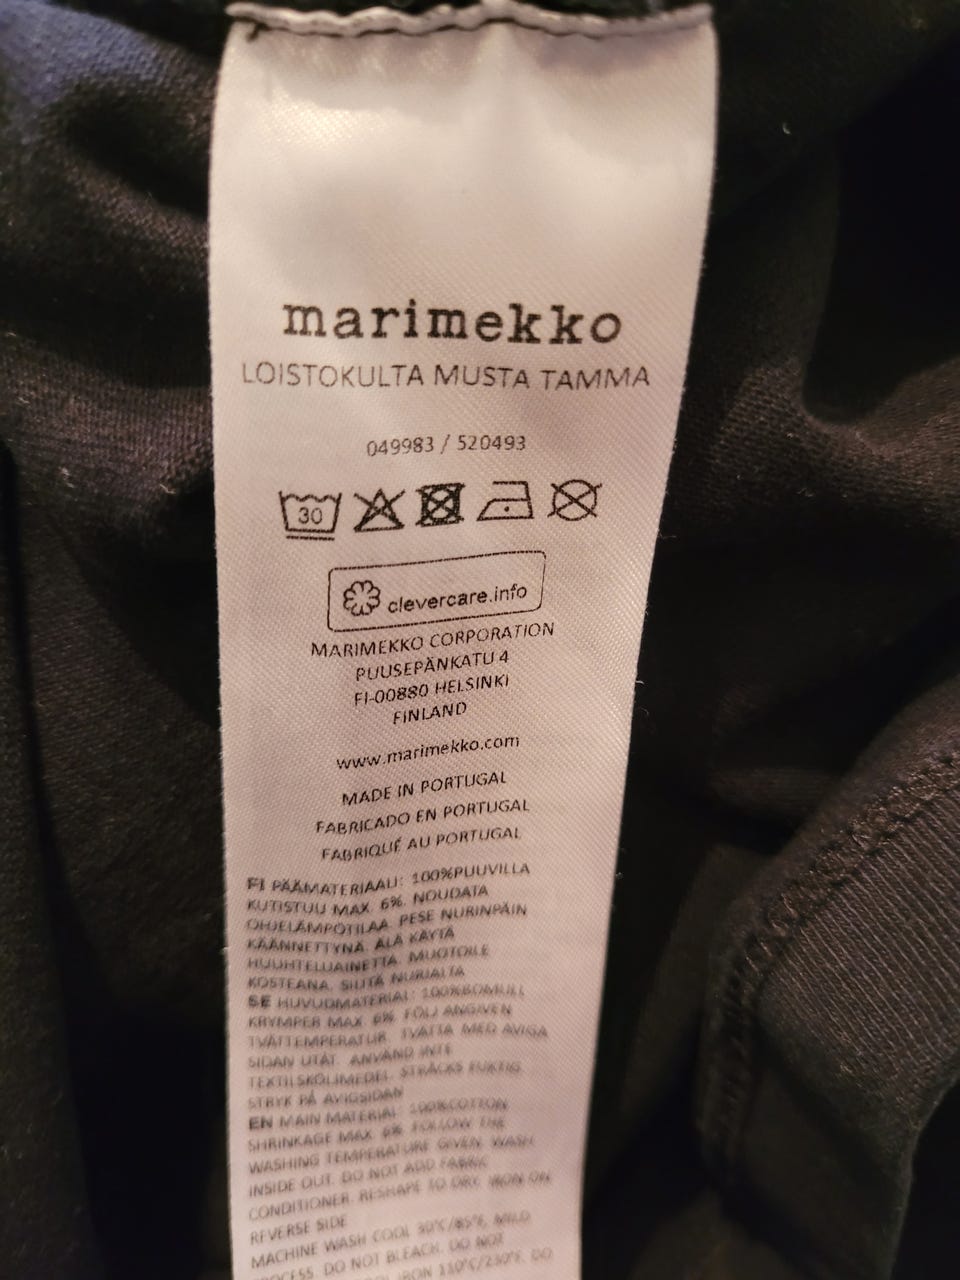 marimekko
LOISTOKULTA MUSTA TAMMA
049983 / 520493
30
clevercare.info
MARIMEKKO CORPORATION
PUUSEPÄNKATU 4
FI-00880 HELSINKI
FINLAND
www.marimekko.com
MADE IN PORTUGAL
FABRICADO EN PORTUGAL
FABRIQUÉ AU PORTUGAL
FI PÄÄMATERIAALI: 100%PUUVILLA
KUTISTUU MAX. 6%. NOUDATA
OHJELÄMPÖTILAA. PESE NURINPÄIN
KÄÄNNETTYNÄ. ÄLÄ KÄYTÄ
HUUHTELUAINETTA. MUOTOILE
KOSTEANA. SILITÄ NURJALTA
SE HUVUDMATERIAL: 100%BOMULL
KRYMPER MAX. 6%. FÖLJ ANGIVEN
TVÄTTEMPERATUR. TVÄTTA MED AVIGA
SIDAN UTÅT. ANVÄND INTE
TEXTILSKÖLJMEDEL. STRÄCKS FUKTIG.
STRYK PÅ AVIGSIDAN
EN MAIN MATERIAL: 100%COTTON
SHRINKAGE MAX. 6%. FOLLOW THE
WASHING TEMPERATURE GIVEN. WASH
INSIDE OUT. DO NOT ADD FABRIC
CONDITIONER. RESHAPE TO DRY. IRON ON
REVERSE SIDE
MACHINE WASH COOL 30°C/85°F, MILD
PROCESS. DO NOT BLEACH. DO NOT
IRON 110°C/230°F. DO